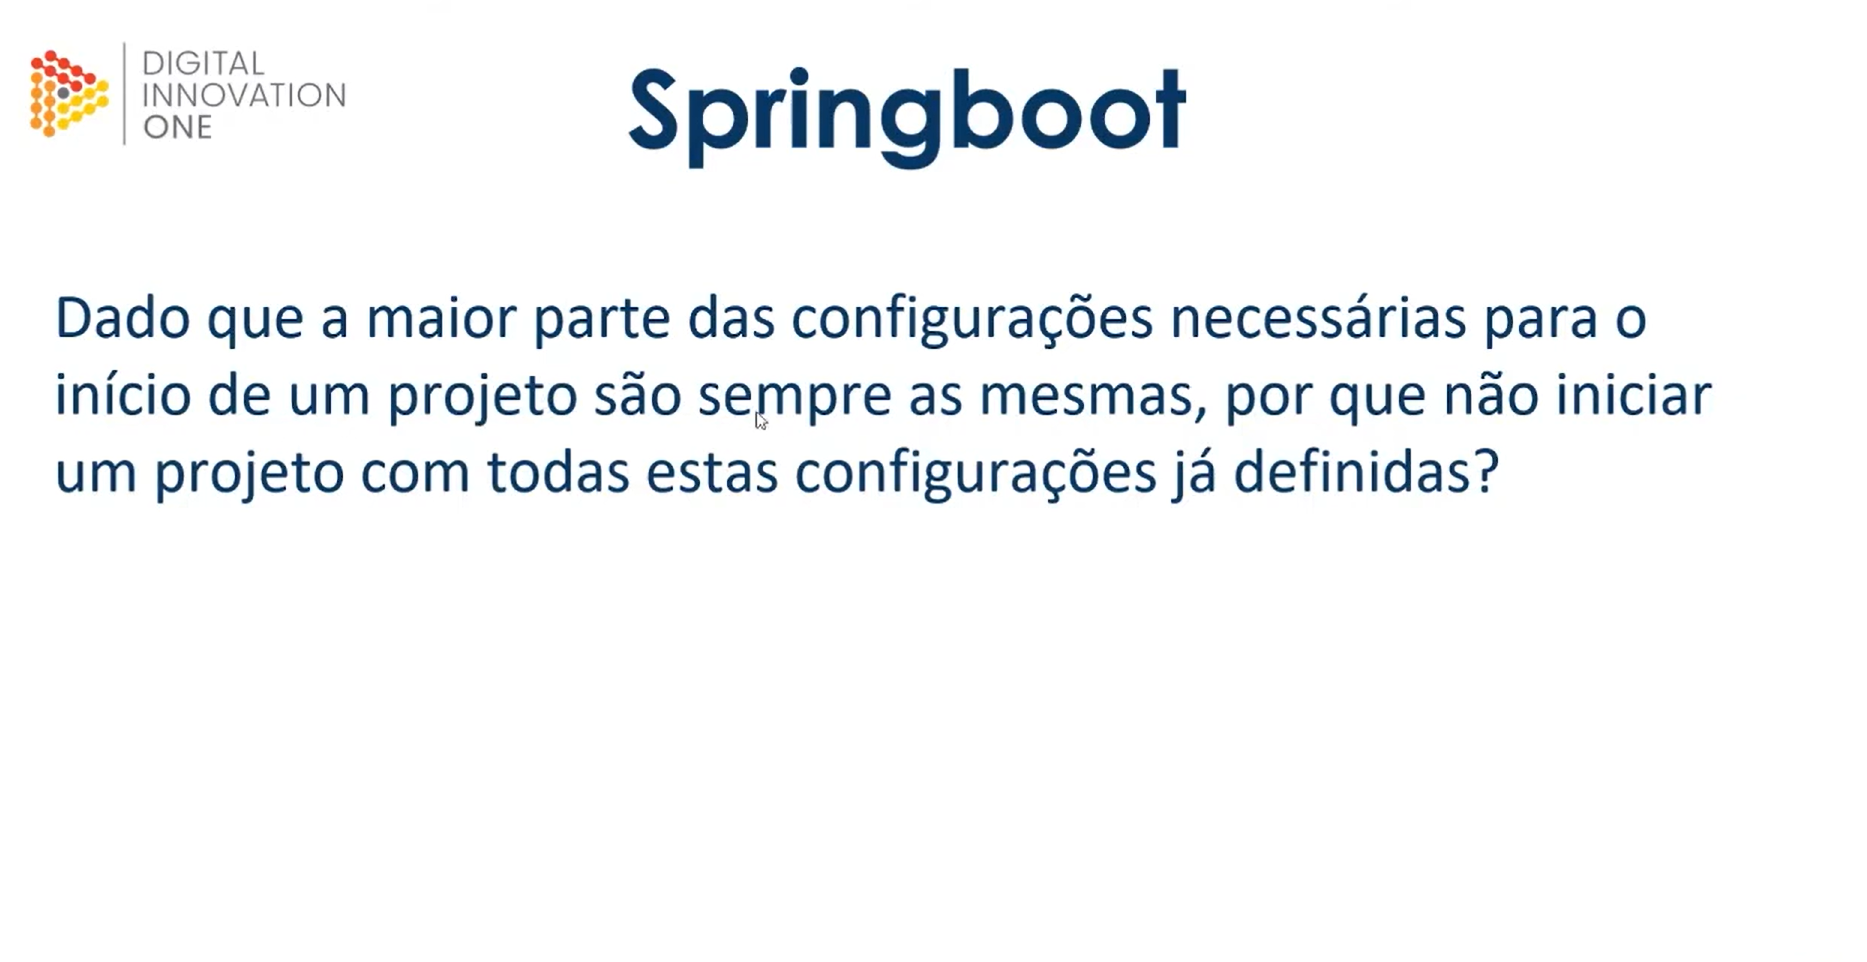 DIGITAL
INNOVATION
ONE
Springboot
Dado que a maior parte das configurações necessárias para o
início de um projeto são sempre as mesmas, por que não iniciar
um projeto com todas estas configurações já definidas?